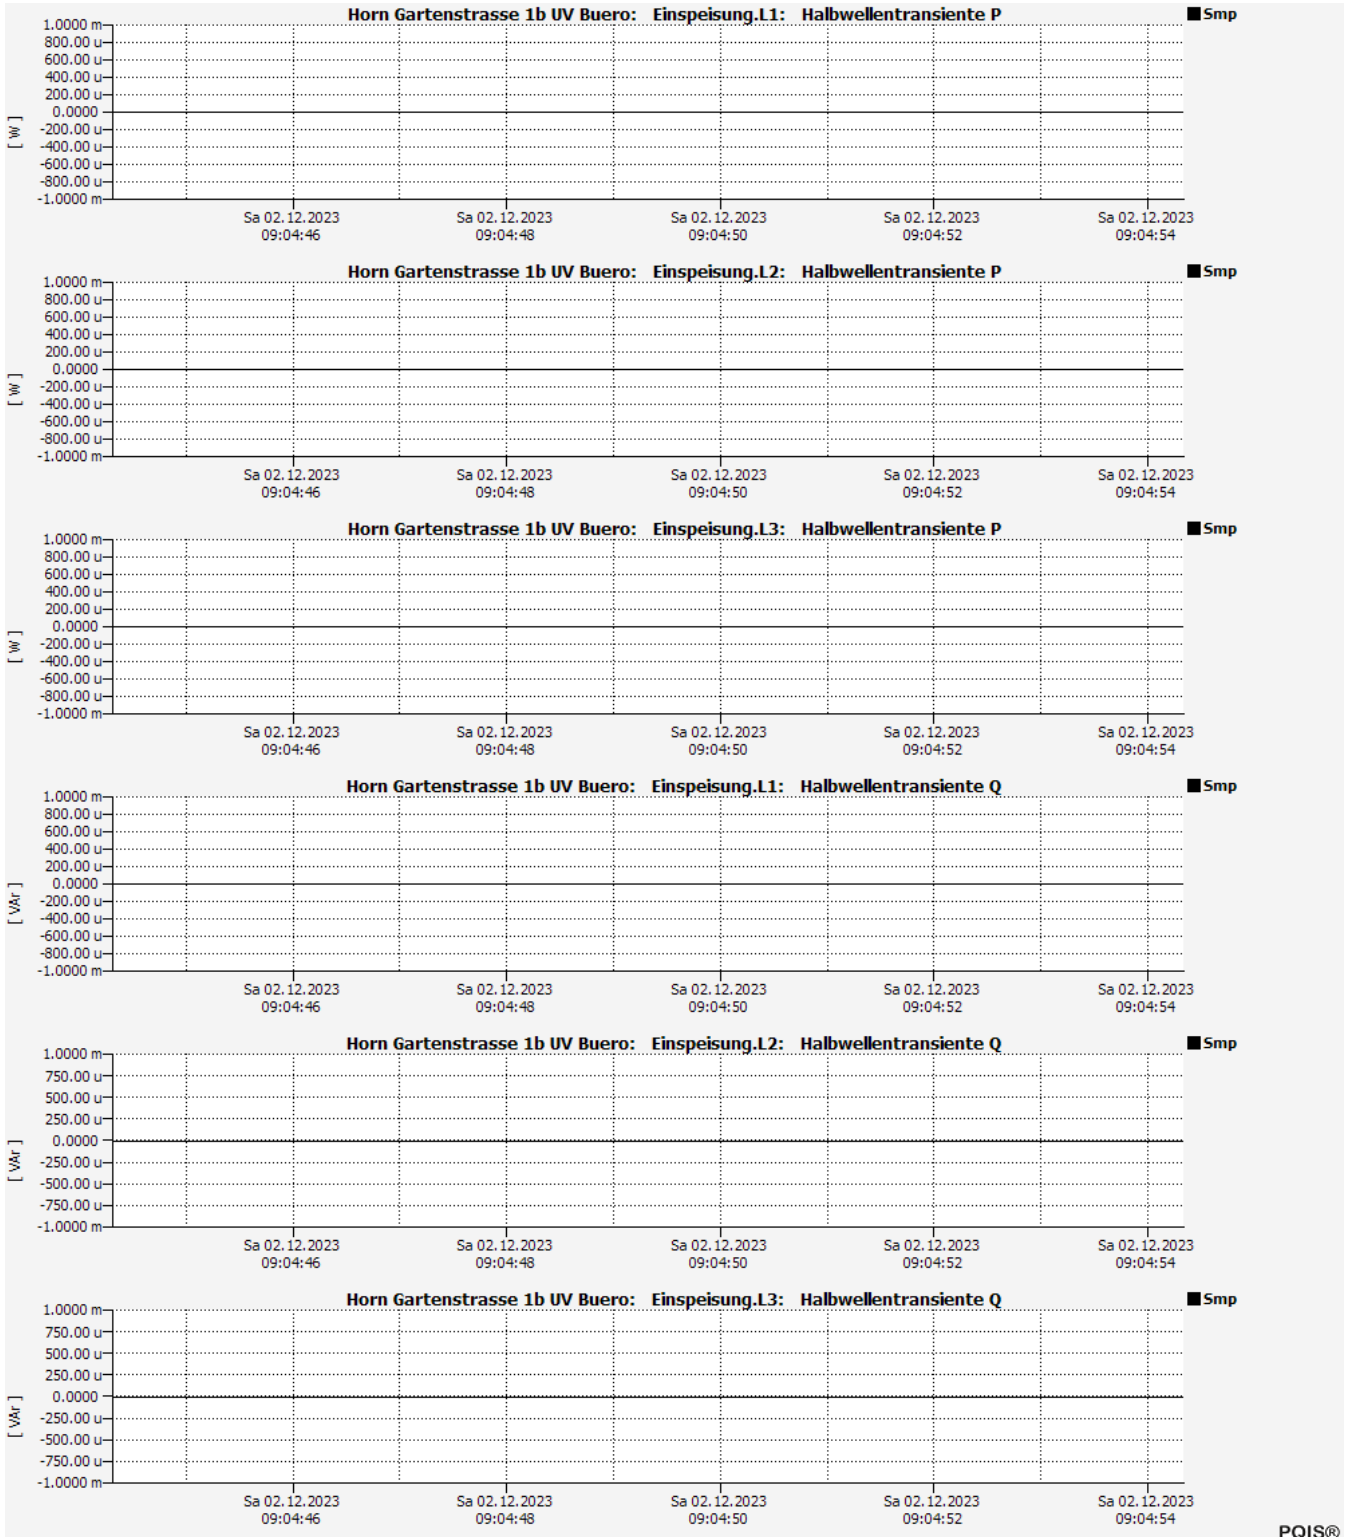 Horn Gartenstrasse 1b UV Buero: Einspeisung.L1: Halbwellentransiente P
Smp
1.0000 m
800.00 u
600.00 u
400.00 u
200.00 u
0.0000
-200.00 u
-400.00 u
-600.00 u
-800.00 u
-1.0000 m
[ W ]
Sa 02.12.2023 Sa 02.12.2023 Sa 02.12.2023 Sa 02.12.2023 Sa 02.12.2023
09:04:46 09:04:48 09:04:50 09:04:52 09:04:54
Horn Gartenstrasse 1b UV Buero: Einspeisung.L2: Halbwellentransiente P
Smp
1.0000 m
800.00 u
600.00 u
400.00 u
200.00 u
0.0000
-200.00 u
-400.00 u
-600.00 u
-800.00 u
-1.0000 m
[ W ]
Sa 02.12.2023 Sa 02.12.2023 Sa 02.12.2023 Sa 02.12.2023 Sa 02.12.2023
09:04:46 09:04:48 09:04:50 09:04:52 09:04:54
Horn Gartenstrasse 1b UV Buero: Einspeisung.L3: Halbwellentransiente P
Smp
1.0000 m
800.00 u
600.00 u
400.00 u
200.00 u
0.0000
-200.00 u
-400.00 u
-600.00 u
-800.00 u
-1.0000 m
[ W ]
Sa 02.12.2023 Sa 02.12.2023 Sa 02.12.2023 Sa 02.12.2023 Sa 02.12.2023
09:04:46 09:04:48 09:04:50 09:04:52 09:04:54
Horn Gartenstrasse 1b UV Buero: Einspeisung.L1: Halbwellentransiente Q
Smp
1.0000 m
800.00 u
600.00 u
400.00 u
200.00 u
0.0000
-200.00 u
-400.00 u
-600.00 u
-800.00 u
-1.0000 m
[ VAr ]
Sa 02.12.2023 Sa 02.12.2023 Sa 02.12.2023 Sa 02.12.2023 Sa 02.12.2023
09:04:46 09:04:48 09:04:50 09:04:52 09:04:54
Horn Gartenstrasse 1b UV Buero: Einspeisung.L2: Halbwellentransiente Q
Smp
1.0000 m
750.00 u
500.00 u
250.00 u
0.0000
-250.00 u
-500.00 u
-750.00 u
-1.0000 m
[ VAr ]
Sa 02.12.2023 Sa 02.12.2023 Sa 02.12.2023 Sa 02.12.2023 Sa 02.12.2023
09:04:46 09:04:48 09:04:50 09:04:52 09:04:54
Horn Gartenstrasse 1b UV Buero: Einspeisung.L3: Halbwellentransiente Q
Smp
1.0000 m
750.00 u
500.00 u
250.00 u
0.0000
-250.00 u
-500.00 u
-750.00 u
-1.0000 m
[ VAr ]
Sa 02.12.2023 Sa 02.12.2023 Sa 02.12.2023 Sa 02.12.2023 Sa 02.12.2023
09:04:46 09:04:48 09:04:50 09:04:52 09:04:54
PQIS®